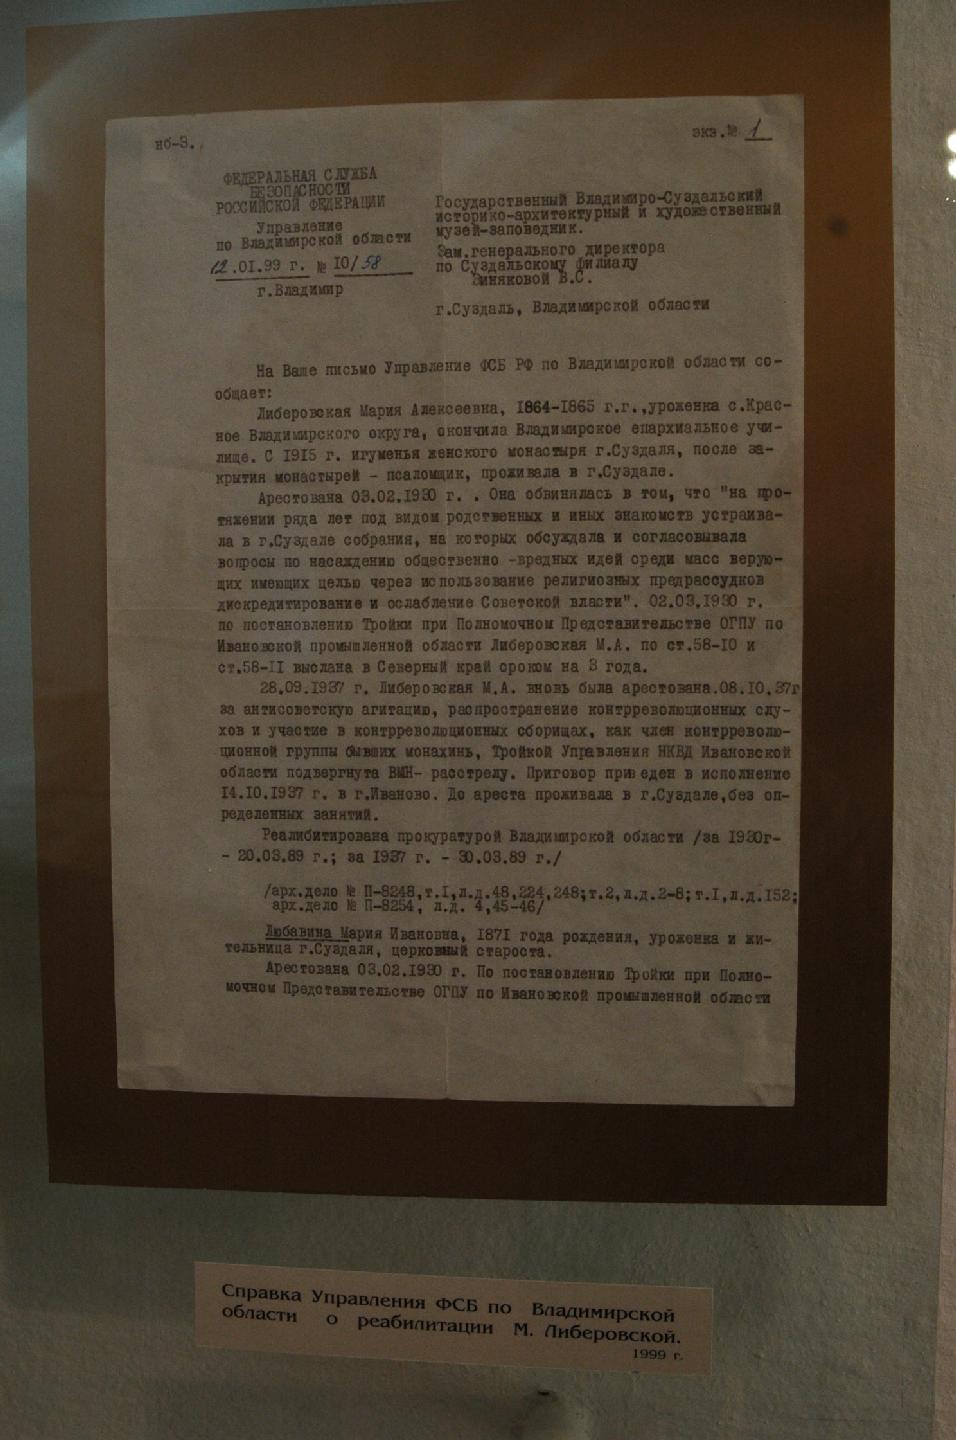 нб-3.
экз.№ 1
ФЕДЕРАЛЬНАЯ СЛУЖБА
БЕЗОПАСНОСТИ
РОССИЙСКОЙ ФЕДЕРАЦИИ
Управление
по Владимирской области
12.01.99 г. № 10/58
г.Владимир
Государственный Владимиро-Суздальский
историко-архитектурный и художественный
музей-заповедник.
Зам.генерального директора
по Суздальскому Филиалу
Зиняковой В.С.
г.Суздаль, Владимирской области
На Ваше письмо Управление ФСБ РФ по Владимирской области со-
общает:
Либеровская Мария Алексеевна, 1864-1865 г.г.,уроженка с.Крас-
ное Владимирского округа, окончила Владимирское епархиальное учи-
лище. С 1915 г. игуменья женского монастыря г.Суздаля, после за-
крытия монастырей - псаломщик, проживала в г.Суздале.
Арестована 03.02.1930 г. . Она обвинялась в том, что "на про-
тяжении ряда лет под видом родственных и иных знакомств устраива-
ла в г.Суздале собрания, на которых обсуждала и согласовывала
вопросы по насаждению общественно -вредных идей среди масс верую-
щих имеющих целью через использование религиозных предрассудков
дискредитирование и ослабление Советской власти". 02.03.1930 г.
по постановлению Тройки при Полномочном Представительстве ОГПУ по
Ивановской промышленной области Либеровская М.А. по ст.58-10 и
ст.58-11 выслана в Северный край сроком на 3 года.
28.09.1937 г. Либеровская М.А. вновь была арестована.08.10.37г
за антисоветскую агитацию, распространение контрреволюционных слу-
хов и участие в контрреволюционных сборищах, как член контрреволю-
ционной группы бывших монахинь, Тройкой Управления НКВД Ивановской
области подвергнута ВМН- расстрелу. Приговор приведен в исполнение
14.10.1937 г. в г.Иваново. До ареста проживала в г.Суздале,без оп-
ределенных занятий.
Реалибитирована прокуратурой Владимирской области /за 1930г-
- 20.03.89 г.; за 1937 г. - 30.03.89 г./
/арх.дело № П-8248,т.1,л.д.48,224,248;т.2,л.д.2-8;т.1,л.д.152;
арх.дело № П-8254, л.д. 4,45-46/
Любавина Мария Ивановна, 1871 года рождения, уроженка и жи-
тельница г.Суздаля, церковный староста.
Арестована 03.02.1930 г. По постановлению Тройки при Полно-
мочном Представительстве ОГПУ по Ивановской промышленной области
Справка Управления ФСБ по Владимирской
области о реабилитации М. Либеровской.
1999 г.